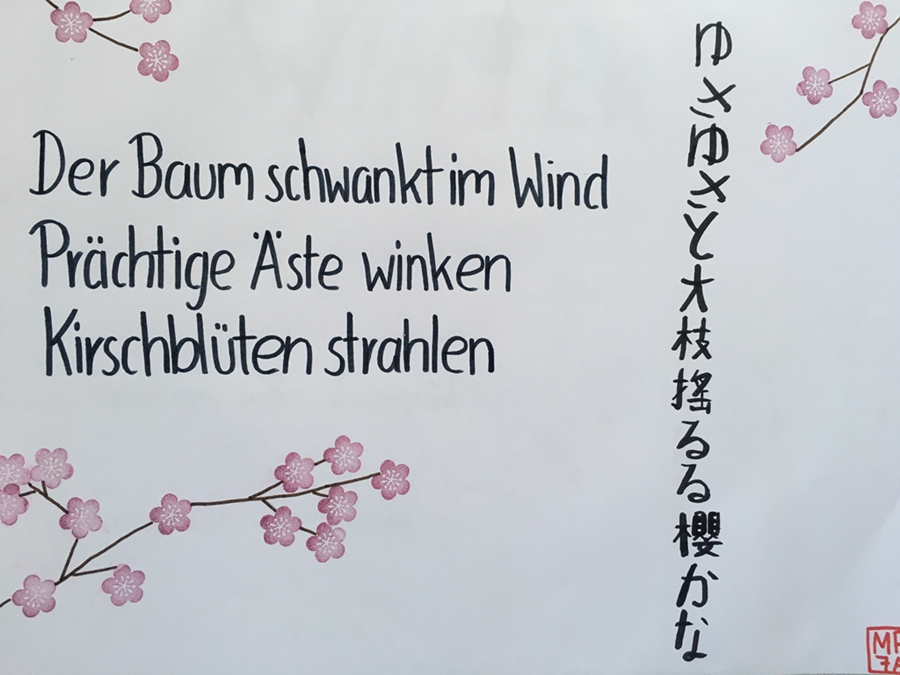 Der Baum schwankt im Wind
Prächtige Äste winken
Kirschblüten strahlen
ゆさゆさと大枝揺るる櫻かな